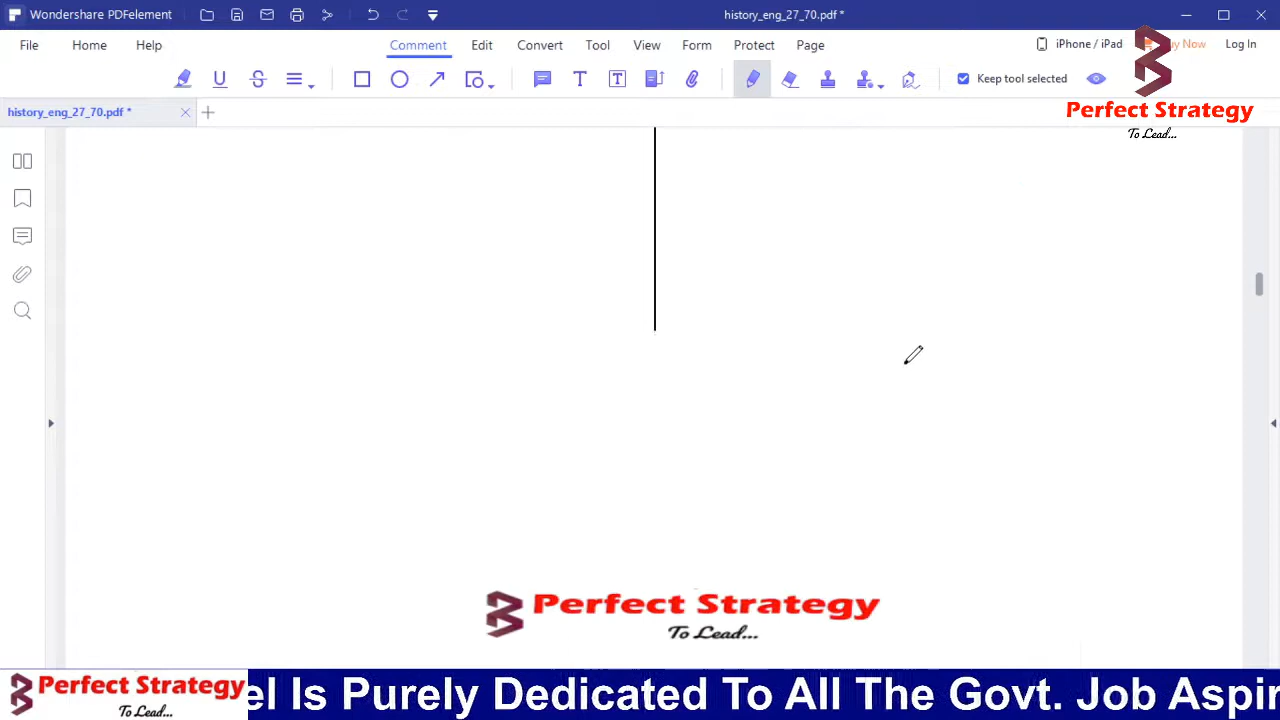 Wondershare PDFelement
history_eng_27_70.pdf *
File Home Help Comment Edit Convert Tool View Form Protect Page iPhone / iPad Buy Now Log In
Keep tool selected
history_eng_27_70.pdf *
Perfect Strategy
To Lead...
Perfect Strategy
To Lead...
Perfect Strategy
To Lead...
el Is Purely Dedicated To All The Govt. Job Aspir